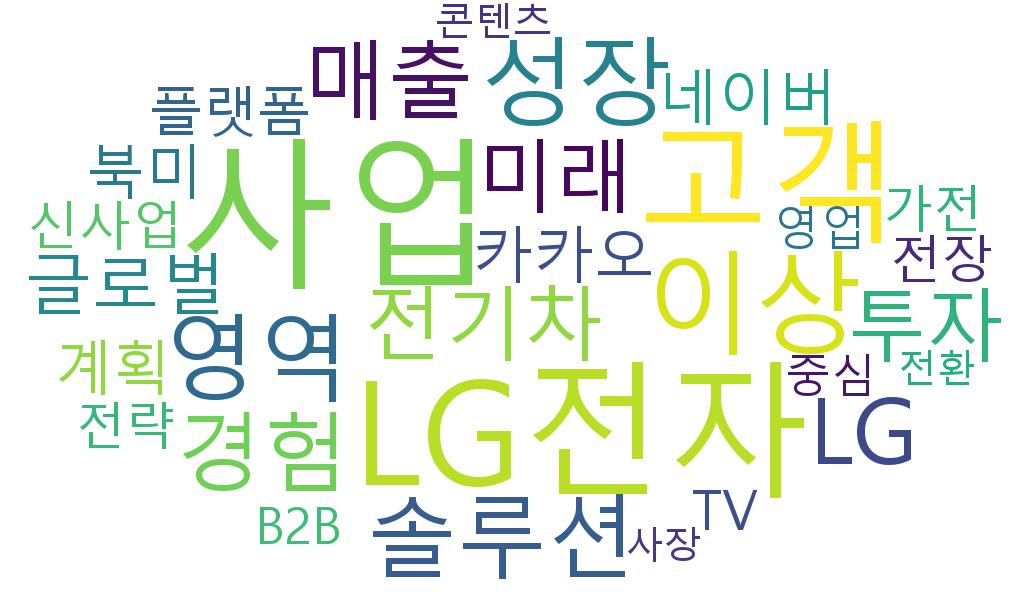 콘텐츠
매출 성장 네이버
플랫폼
사업 미래 고객
북미
신사업 카카오 영업 가전
글로벌 전기차 이상 전장
영역 투자
계획 LG전자 중심 전환
전략 경험 LG
B2B 솔루션 TV
사장